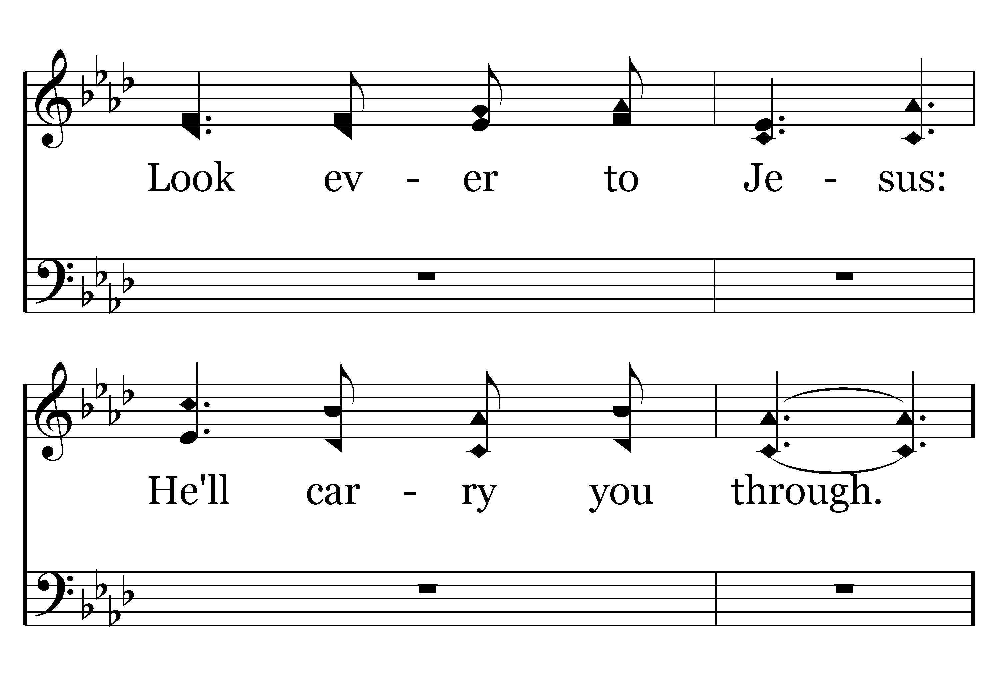 Look ev - er to Je - sus:
He'll car - ry you through.